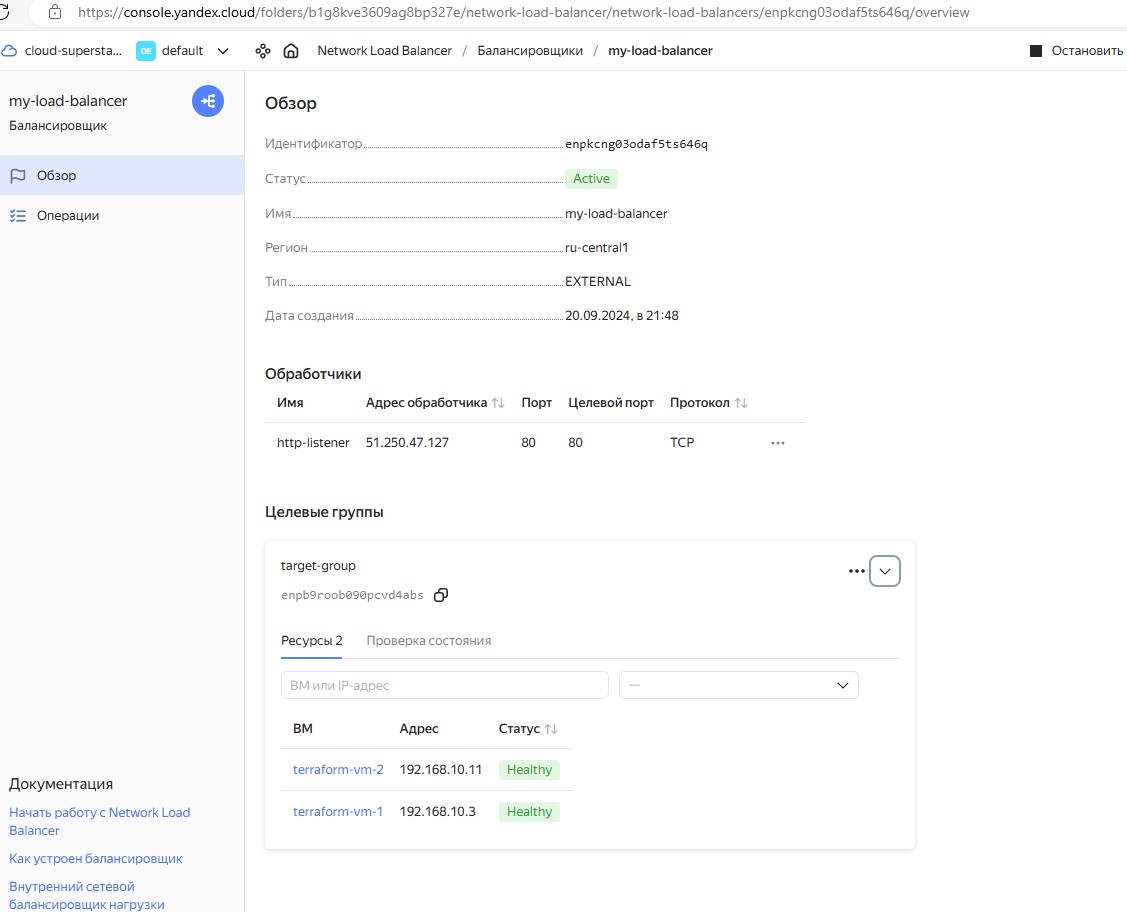 https://console.yandex.cloud/folders/b1g8kve3609ag8bp327e/network-load-balancer/network-load-balancers/enpkcng03odaf5ts646q/overview
cloud-supersta... DE default Network Load Balancer / Балансировщики / my-load-balancer Остановить
my-load-balancer
Балансировщик
Обзор
Операции
Обзор
Идентификатор enpkcng03odaf5ts646q
Статус Active
Имя my-load-balancer
Регион ru-central1
Тип EXTERNAL
Дата создания 20.09.2024, в 21:48
Обработчики
Имя Адрес обработчика Порт Целевой порт Протокол
http-listener 51.250.47.127 80 80 TCP
Целевые группы
target-group
enpb9roob090pcvd4abs
Ресурсы 2 Проверка состояния
ВМ или IP-адрес —
ВМ Адрес Статус
terraform-vm-2 192.168.10.11 Healthy
terraform-vm-1 192.168.10.3 Healthy
Документация
Начать работу с Network Load
Balancer
Как устроен балансировщик
Внутренний сетевой
балансировщик нагрузки